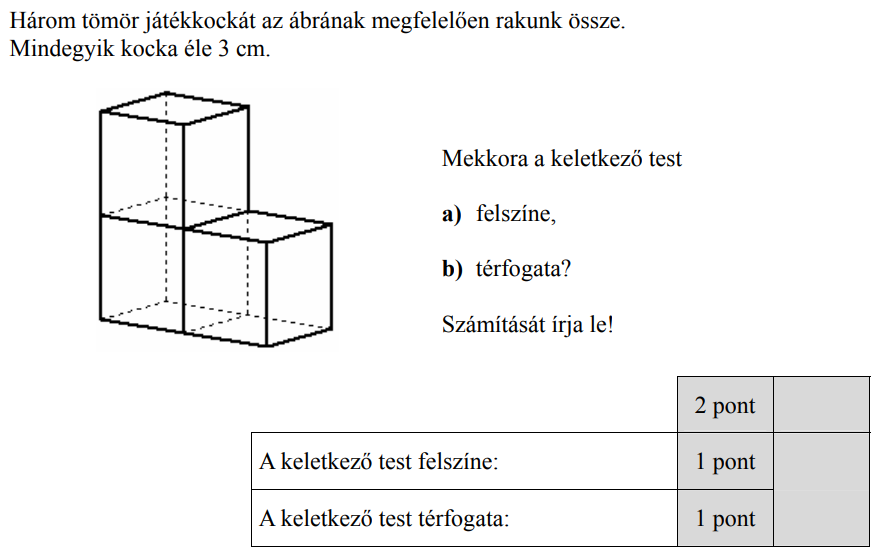 Három tömör játékkockát az ábrának megfelelően rakunk össze.
Mindegyik kocka éle 3 cm.
Mekkora a keletkező test
a) felszíne,
b) térfogata?
Számítását írja le!
2 pont
A keletkező test felszíne: 1 pont
A keletkező test térfogata: 1 pont